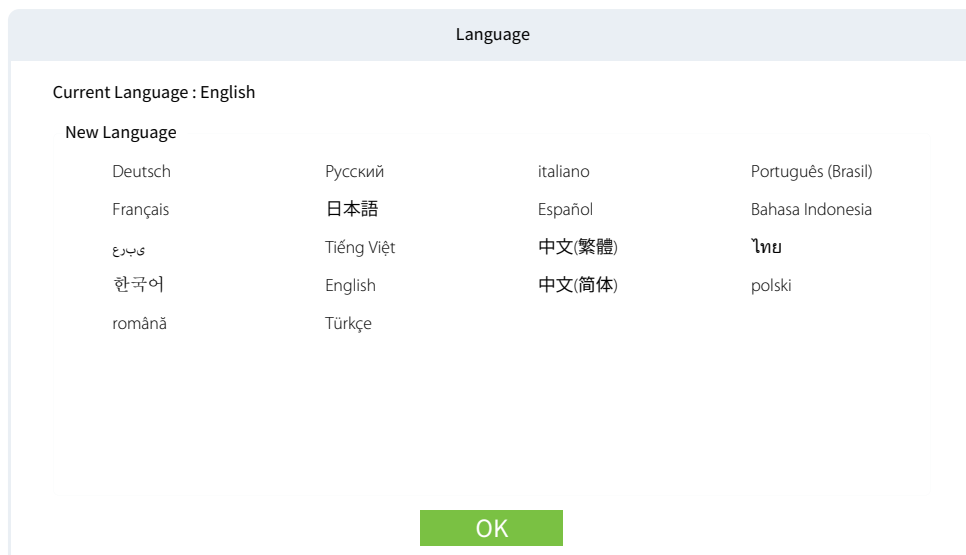 Language
Current Language : English
New Language
Deutsch Русский italiano Português (Brasil)
Français 日本語 Español Bahasa Indonesia
ىبرع Tiếng Việt 中文(繁體) ไทย
한국어 English 中文(简体) polski
română Türkçe
OK